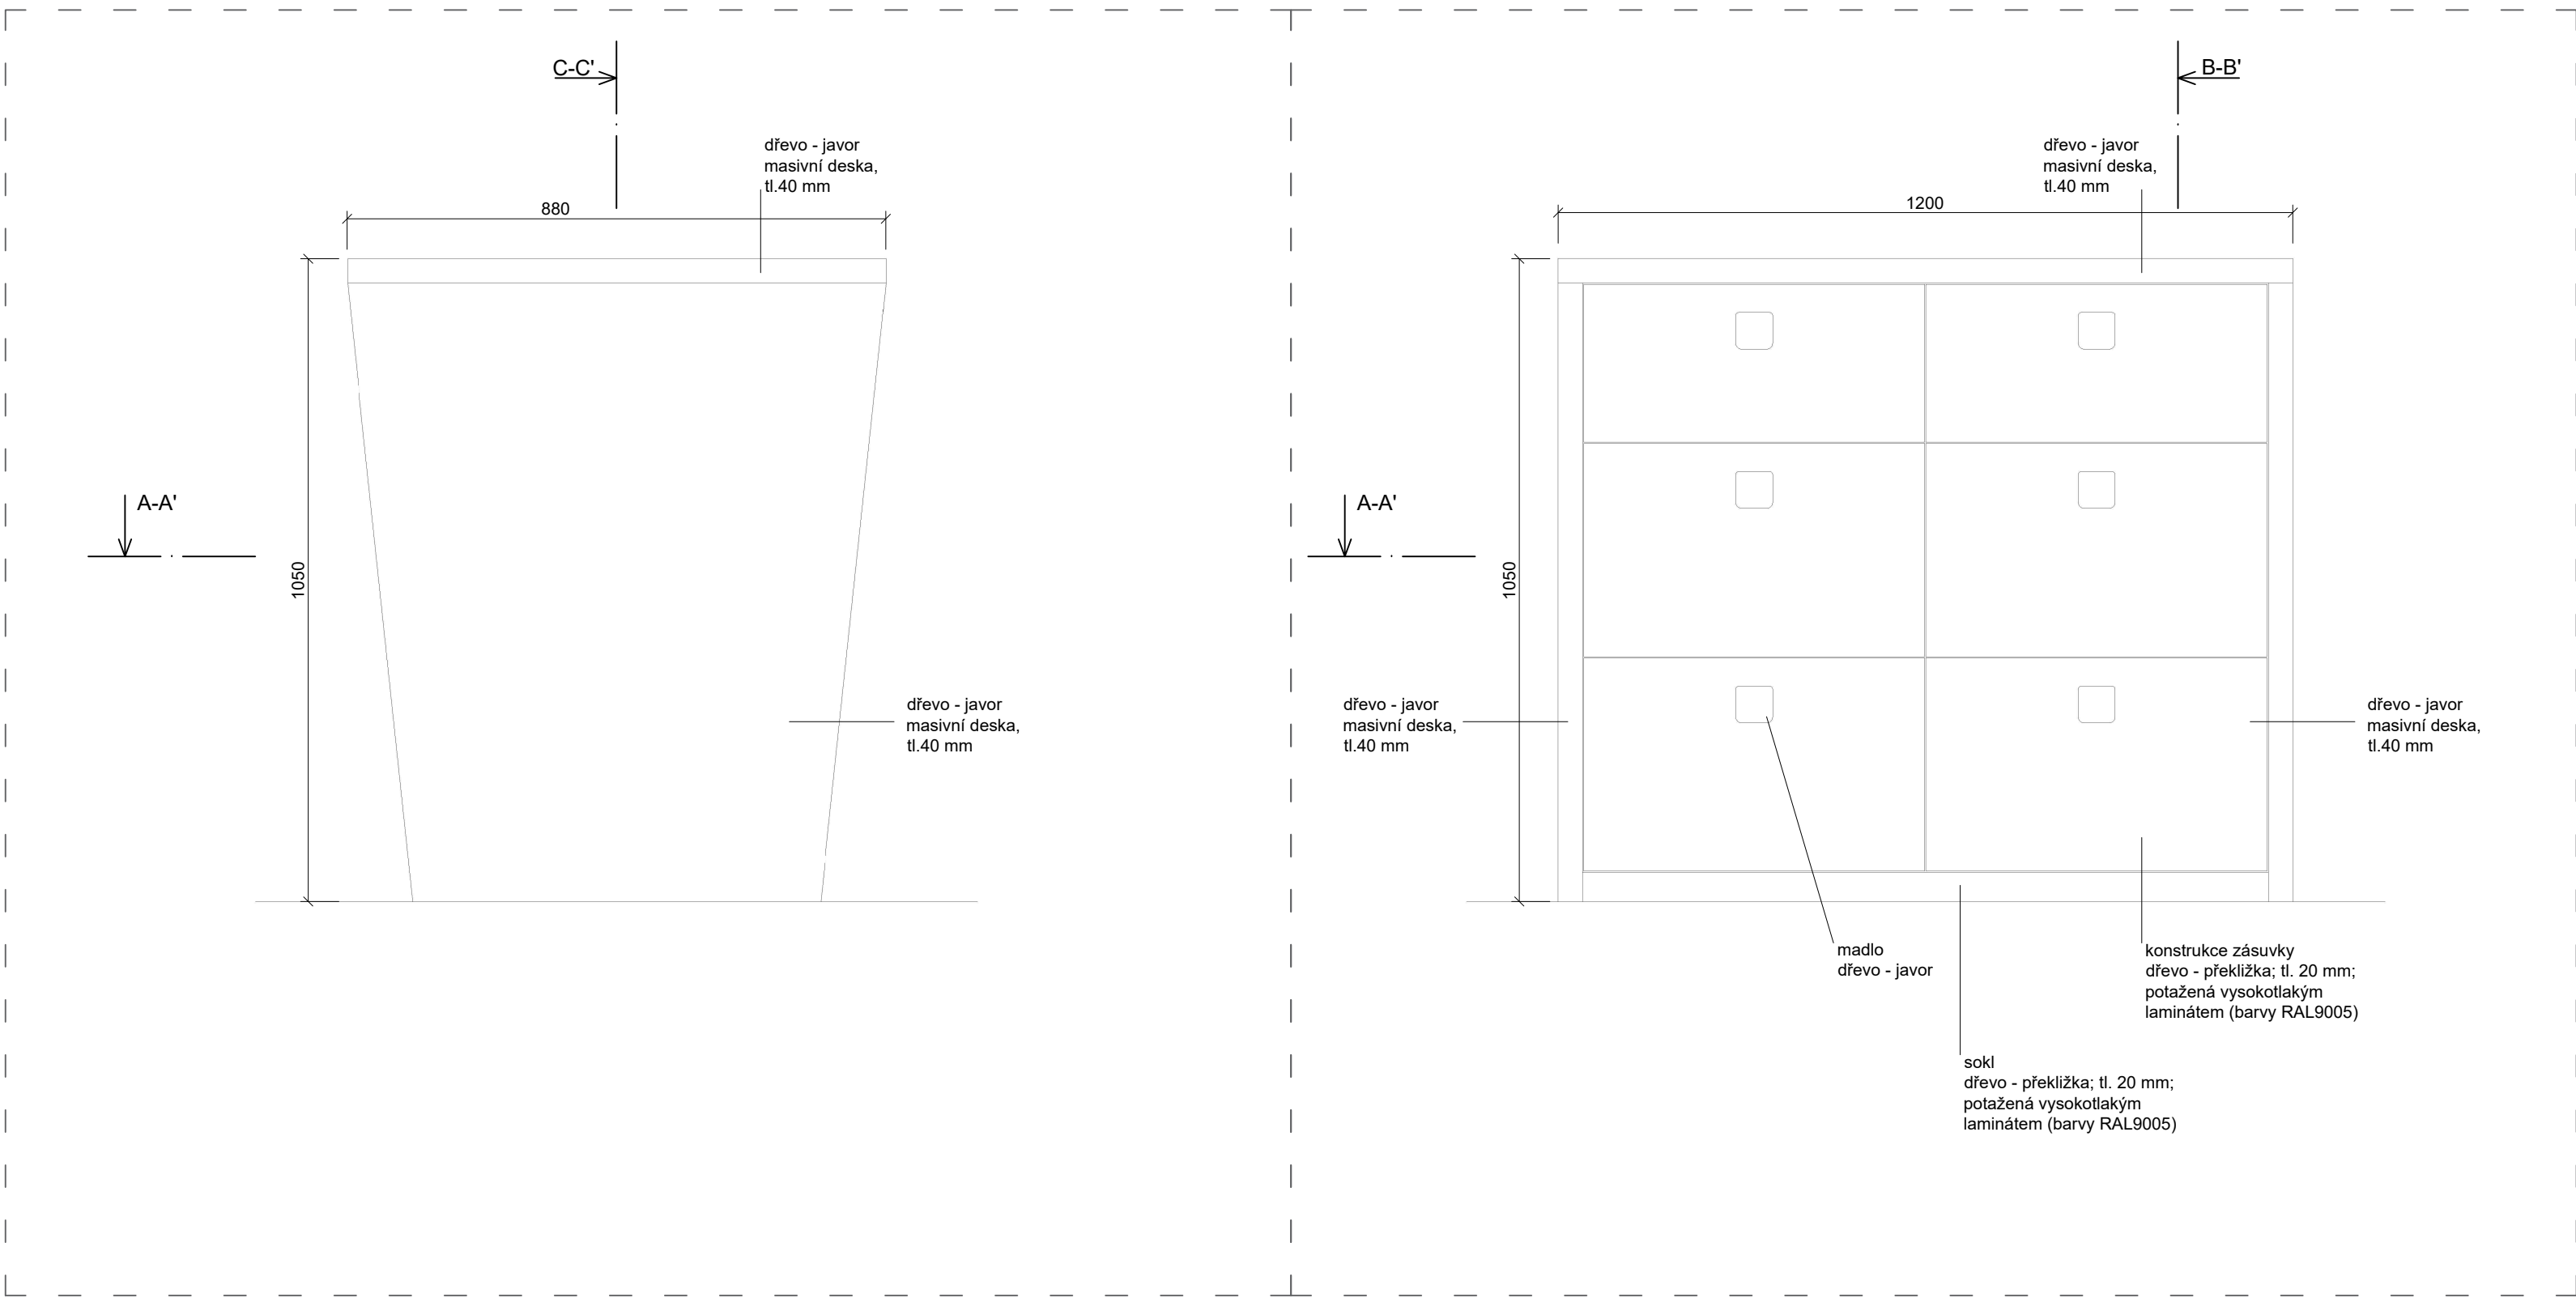 C-C'
dřevo - javor
masivní deska,
tl.40 mm
880
A-A'
1050
dřevo - javor
masivní deska,
tl.40 mm
B-B'
dřevo - javor
masivní deska,
tl.40 mm
1200
A-A'
1050
dřevo - javor
masivní deska,
tl.40 mm
dřevo - javor
masivní deska,
tl.40 mm
madlo
dřevo - javor
konstrukce zásuvky
dřevo - překližka; tl. 20 mm;
potažená vysokotlakým
laminátem (barvy RAL9005)
sokl
dřevo - překližka; tl. 20 mm;
potažená vysokotlakým
laminátem (barvy RAL9005)